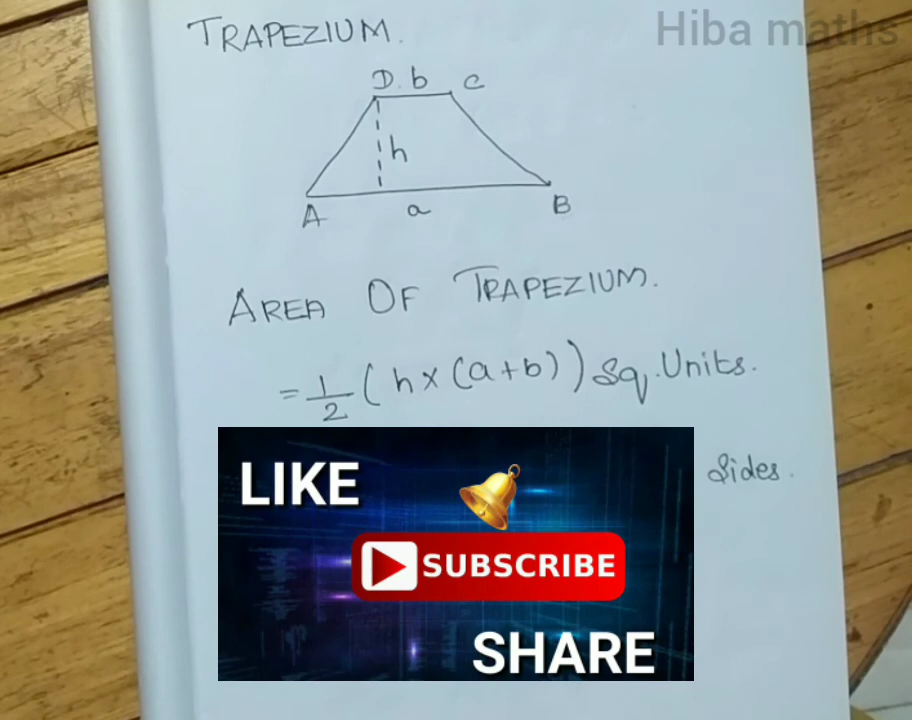 Hiba maths
TRAPEZIUM.
D. b C
h
A a B
AREA OF TRAPEZIUM.
= 1/2 (h×(a+b)) Sq. Units.
Sides.
LIKE
SUBSCRIBE
SHARE